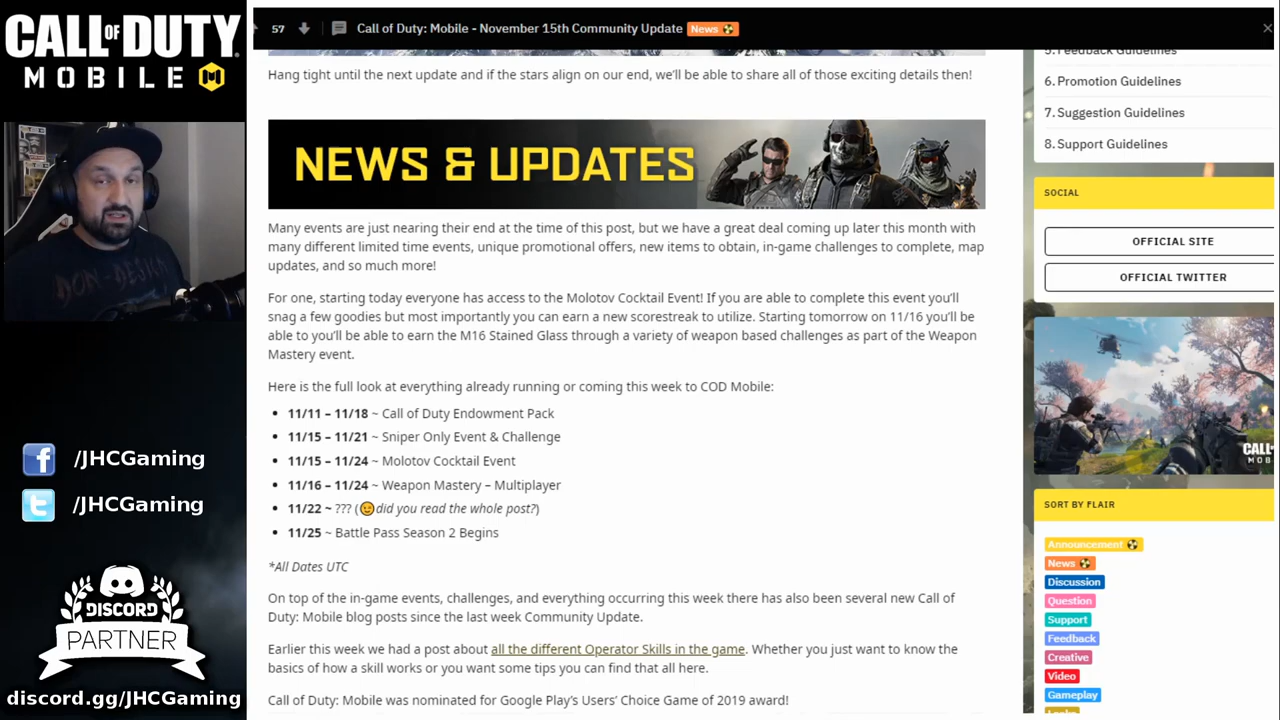 CALL OF DUTY
MOBILE
/JHCGaming
/JHCGaming
DISCORD
PARTNER
discord.gg/JHCGaming
57 Call of Duty: Mobile - November 15th Community Update News
Hang tight until the next update and if the stars align on our end, we'll be able to share all of those exciting details then!
NEWS & UPDATES
Many events are just nearing their end at the time of this post, but we have a great deal coming up later this month with
many different limited time events, unique promotional offers, new items to obtain, in-game challenges to complete, map
updates, and so much more!
For one, starting today everyone has access to the Molotov Cocktail Event! If you are able to complete this event you'll
snag a few goodies but most importantly you can earn a new scorestreak to utilize. Starting tomorrow on 11/16 you'll be
able to you'll be able to earn the M16 Stained Glass through a variety of weapon based challenges as part of the Weapon
Mastery event.
Here is the full look at everything already running or coming this week to COD Mobile:
• 11/11 – 11/18 ~ Call of Duty Endowment Pack
• 11/15 – 11/21 ~ Sniper Only Event & Challenge
• 11/15 – 11/24 ~ Molotov Cocktail Event
• 11/16 – 11/24 ~ Weapon Mastery – Multiplayer
• 11/22 ~ ??? (😉did you read the whole post?)
• 11/25 ~ Battle Pass Season 2 Begins
*All Dates UTC
On top of the in-game events, challenges, and everything occurring this week there has also been several new Call of
Duty: Mobile blog posts since the last week Community Update.
Earlier this week we had a post about all the different Operator Skills in the game. Whether you just want to know the
basics of how a skill works or you want some tips you can find that all here.
Call of Duty: Mobile was nominated for Google Play's Users' Choice Game of 2019 award!
5. Feedback Guidelines
6. Promotion Guidelines
7. Suggestion Guidelines
8. Support Guidelines
SOCIAL
OFFICIAL SITE
OFFICIAL TWITTER
CALL OF
SORT BY FLAIR
Announcement
News
Discussion
Question
Support
Feedback
Creative
Video
Gameplay